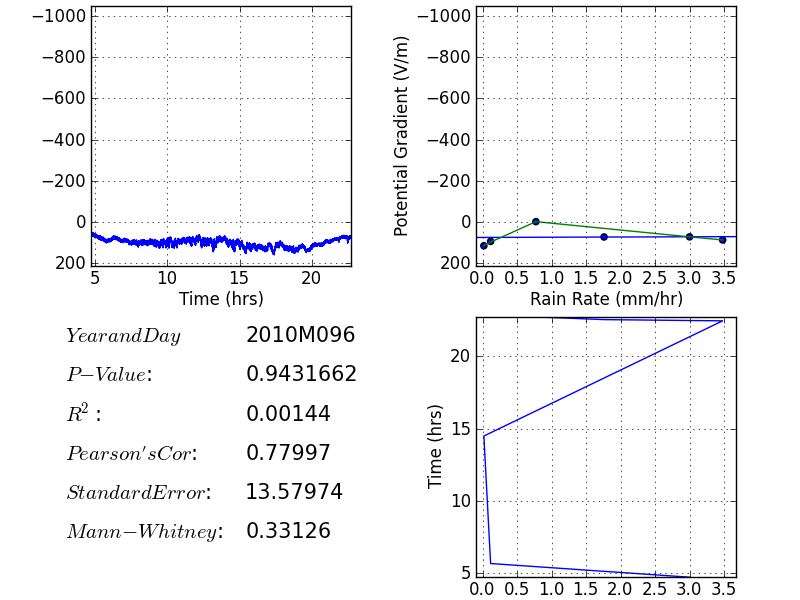 −1000
−800
−600
−400
−200
0
200
5
10
15
20
Time (hrs)
Potential Gradient (V/m)
−1000
−800
−600
−400
−200
0
200
0.0 0.5 1.0 1.5 2.0 2.5 3.0 3.5
Rain Rate (mm/hr)
YearandDay 2010M096
P−Value: 0.9431662
R²: 0.00144
Pearson'sCor: 0.77997
StandardError: 13.57974
Mann−Whitney: 0.33126
Time (hrs)
20
15
10
5
0.0 0.5 1.0 1.5 2.0 2.5 3.0 3.5